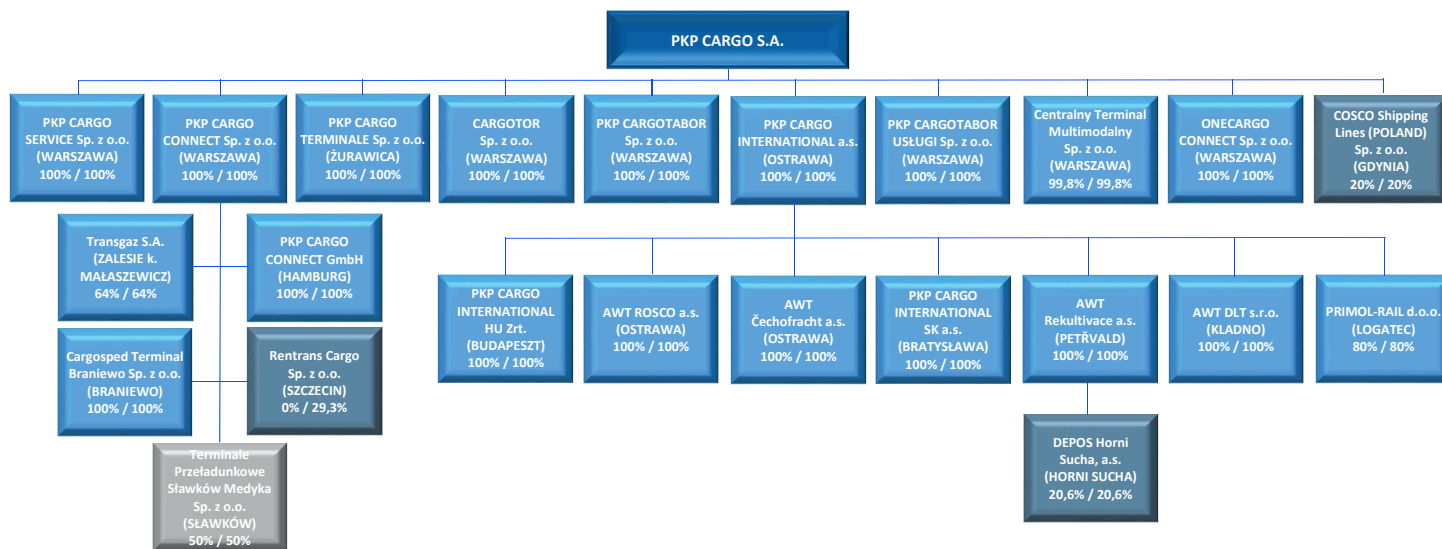 PKP CARGO S.A.
PKP CARGO
SERVICE Sp. z o.o.
(WARSZAWA)
100% / 100%
PKP CARGO
CONNECT Sp. z o.o.
(WARSZAWA)
100% / 100%
PKP CARGO
TERMINALE Sp. z o.o.
(ŻURAWICA)
100% / 100%
CARGOTOR
Sp. z o.o.
(WARSZAWA)
100% / 100%
PKP CARGOTABOR
Sp. z o.o.
(WARSZAWA)
100% / 100%
PKP CARGO
INTERNATIONAL a.s.
(OSTRAWA)
100% / 100%
PKP CARGOTABOR
USŁUGI Sp. z o.o.
(WARSZAWA)
100% / 100%
Centralny Terminal
Multimodalny
Sp. z o.o.
(WARSZAWA)
99,8% / 99,8%
ONECARGO
CONNECT Sp. z o.o.
(WARSZAWA)
100% / 100%
COSCO Shipping
Lines (POLAND)
Sp. z o.o.
(GDYNIA)
20% / 20%
Transgaz S.A.
(ZALESIE k.
MAŁASZEWICZ)
64% / 64%
PKP CARGO
CONNECT GmbH
(HAMBURG)
100% / 100%
Cargosped Terminal
Braniewo Sp. z o.o.
(BRANIEWO)
100% / 100%
Rentrans Cargo
Sp. z o.o.
(SZCZECIN)
0% / 29,3%
Terminale
Przeładunkowe
Sławków Medyka
Sp. z o.o.
(SŁAWKÓW)
50% / 50%
PKP CARGO
INTERNATIONAL
HU Zrt.
(BUDAPESZT)
100% / 100%
AWT ROSCO a.s.
(OSTRAWA)
100% / 100%
AWT
Čechofracht a.s.
(OSTRAWA)
100% / 100%
PKP CARGO
INTERNATIONAL
SK a.s.
(BRATYSŁAWA)
100% / 100%
AWT
Rekultivace a.s.
(PETŘVALD)
100% / 100%
AWT DLT s.r.o.
(KLADNO)
100% / 100%
PRIMOL-RAIL d.o.o.
(LOGATEC)
80% / 80%
DEPOS Horni
Sucha, a.s.
(HORNI SUCHA)
20,6% / 20,6%